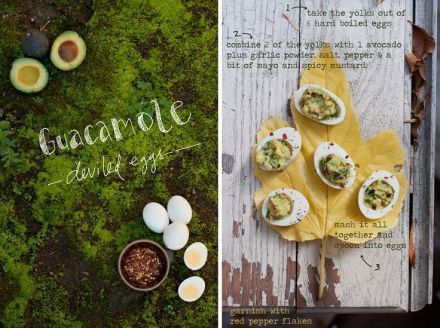 Guacamole
deviled eggs
1
take the yolks out of
6 hard boiled eggs
2
combine 2 of the yolks with 1 avocado
plus garlic powder, salt, pepper & a
bit of mayo and spicy mustard.
mash it all
together and
spoon into eggs
3
garnish with
red pepper flakes